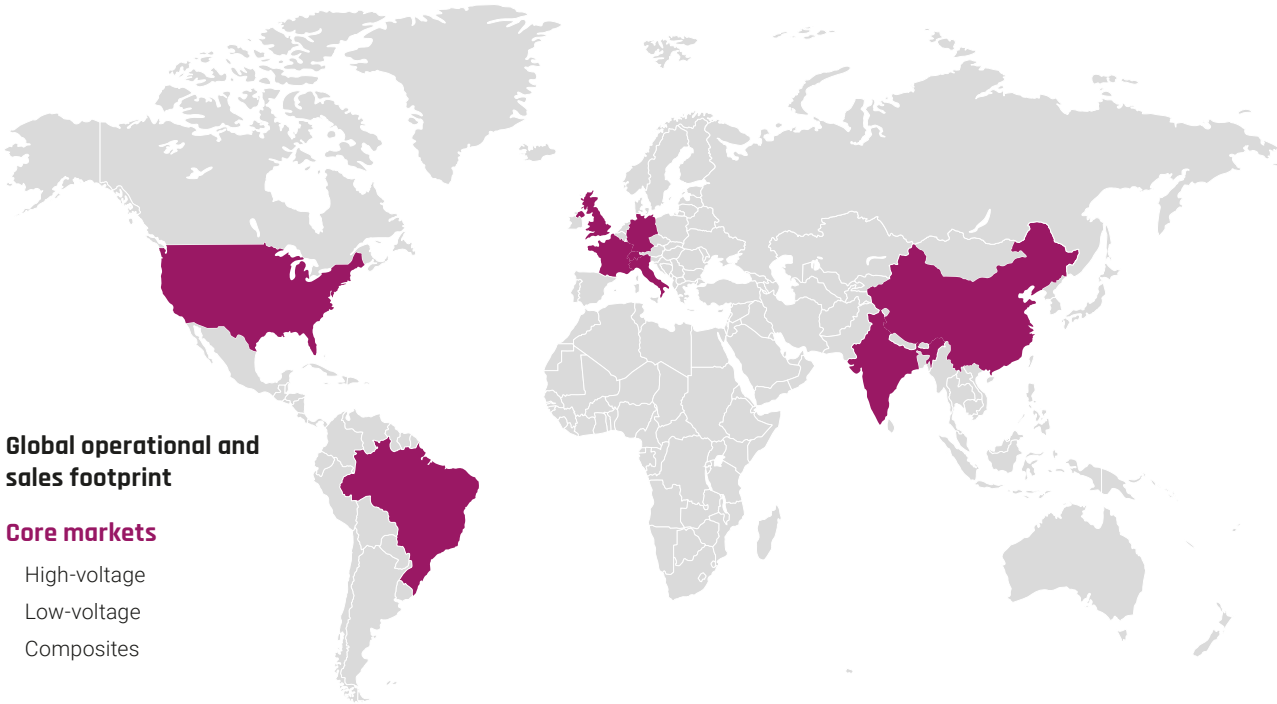 Global operational and
sales footprint
Core markets
High-voltage
Low-voltage
Composites